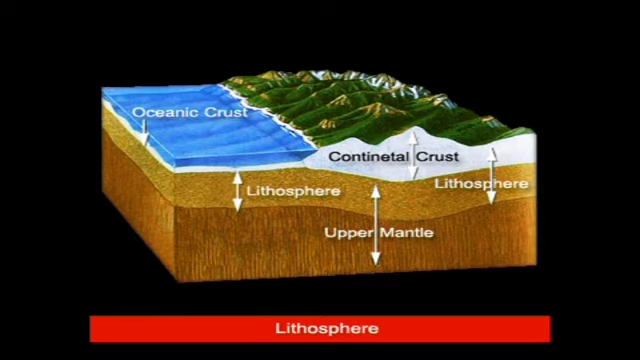 Oceanic Crust
Continetal Crust
Lithosphere
Lithosphere
Upper Mantle
Lithosphere